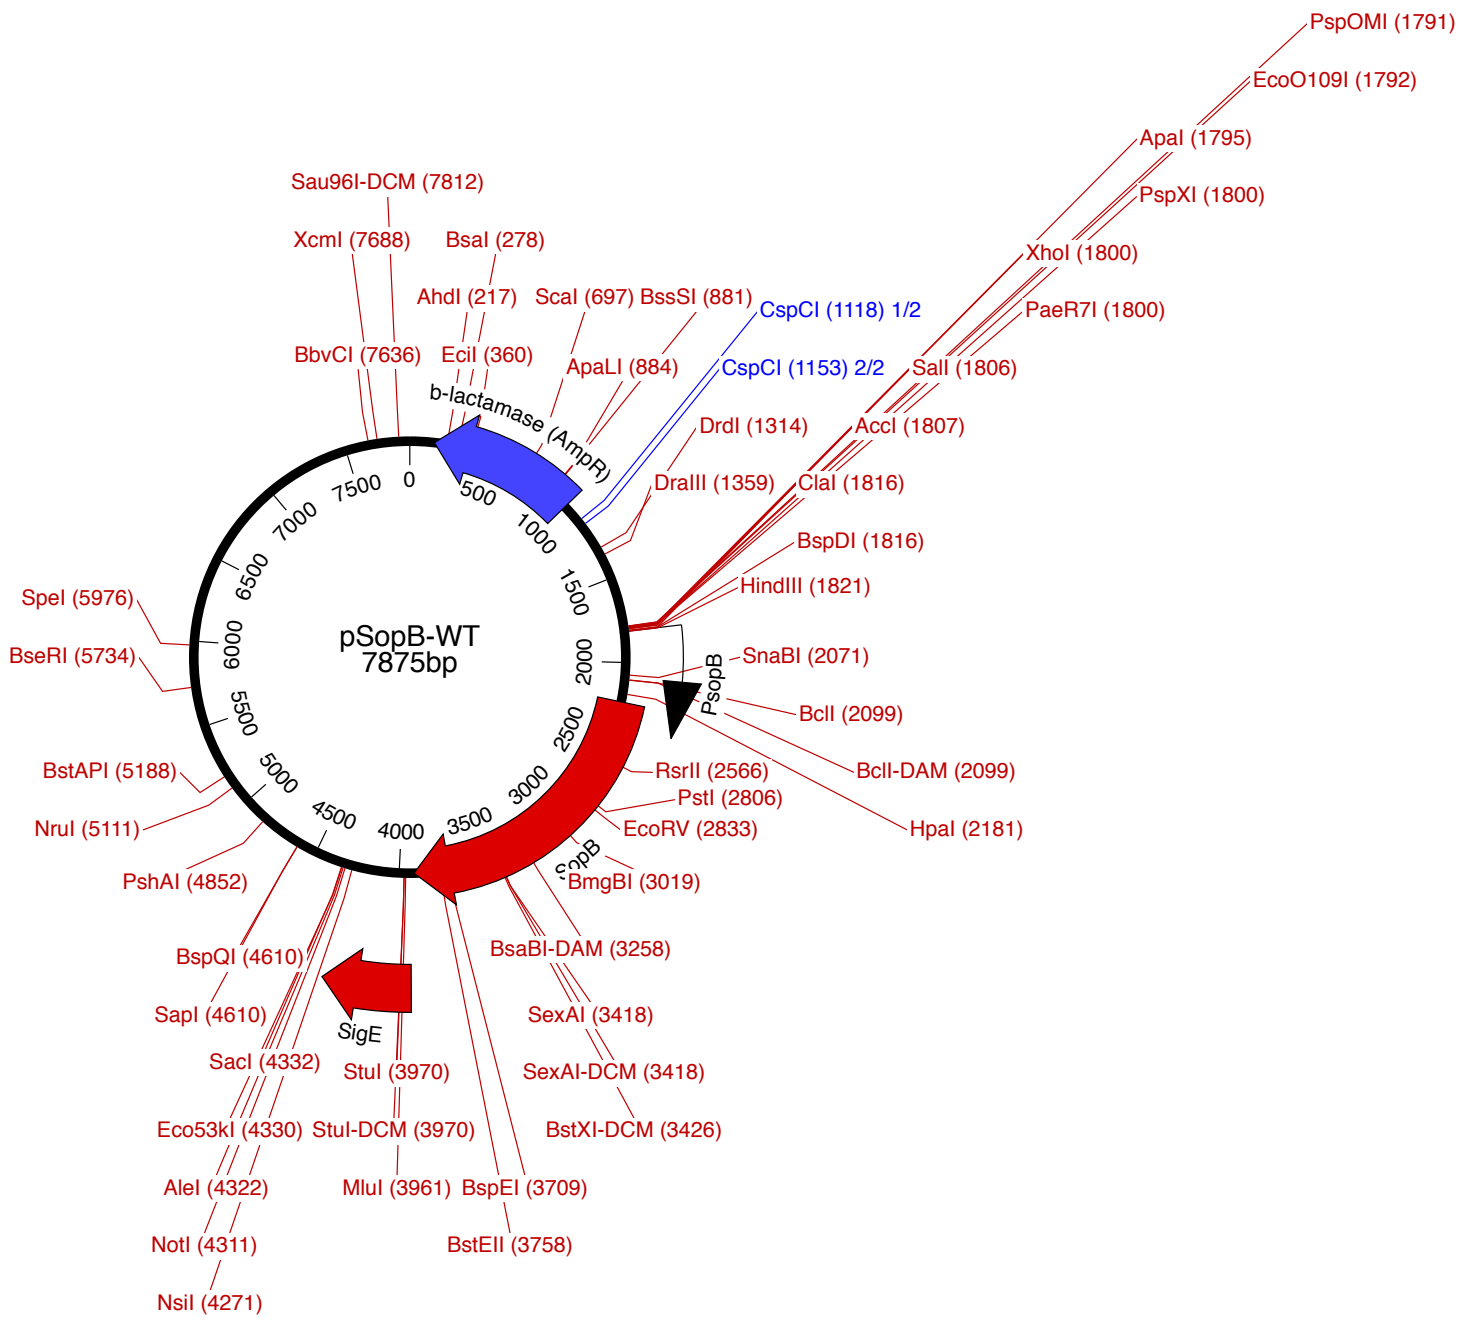 PspOMI (1791)
EcoO109I (1792)
ApaI (1795)
Sau96I-DCM (7812)
PspXI (1800)
XcmI (7688)
BsaI (278)
XhoI (1800)
AhdI (217)
ScaI (697)
BssSI (881)
CspCI (1118) 1/2
PaeR7I (1800)
BbvCI (7636)
EciI (360)
ApaLI (884)
CspCI (1153) 2/2
SalI (1806)
b-lactamase (AmpR)
DrdI (1314)
AccI (1807)
DraIII (1359)
ClaI (1816)
7500
0
500
7000
1000
BspDI (1816)
6500
1500
HindIII (1821)
SpeI (5976)
pSopB-WT
7875bp
6000
2000
BseRI (5734)
SnaBI (2071)
PsopB
5500
2500
BclI (2099)
BstAPI (5188)
5000
3000
RsrII (2566)
BclI-DAM (2099)
PstI (2806)
NruI (5111)
4500
4000
3500
EcoRV (2833)
HpaI (2181)
SopB
PshAI (4852)
BmgBI (3019)
BspQI (4610)
BsaBI-DAM (3258)
SapI (4610)
SigE
SexAI (3418)
SacI (4332)
StuI (3970)
SexAI-DCM (3418)
Eco53kI (4330)
StuI-DCM (3970)
BstXI-DCM (3426)
AleI (4322)
MluI (3961)
BspEI (3709)
NotI (4311)
BstEII (3758)
NsiI (4271)